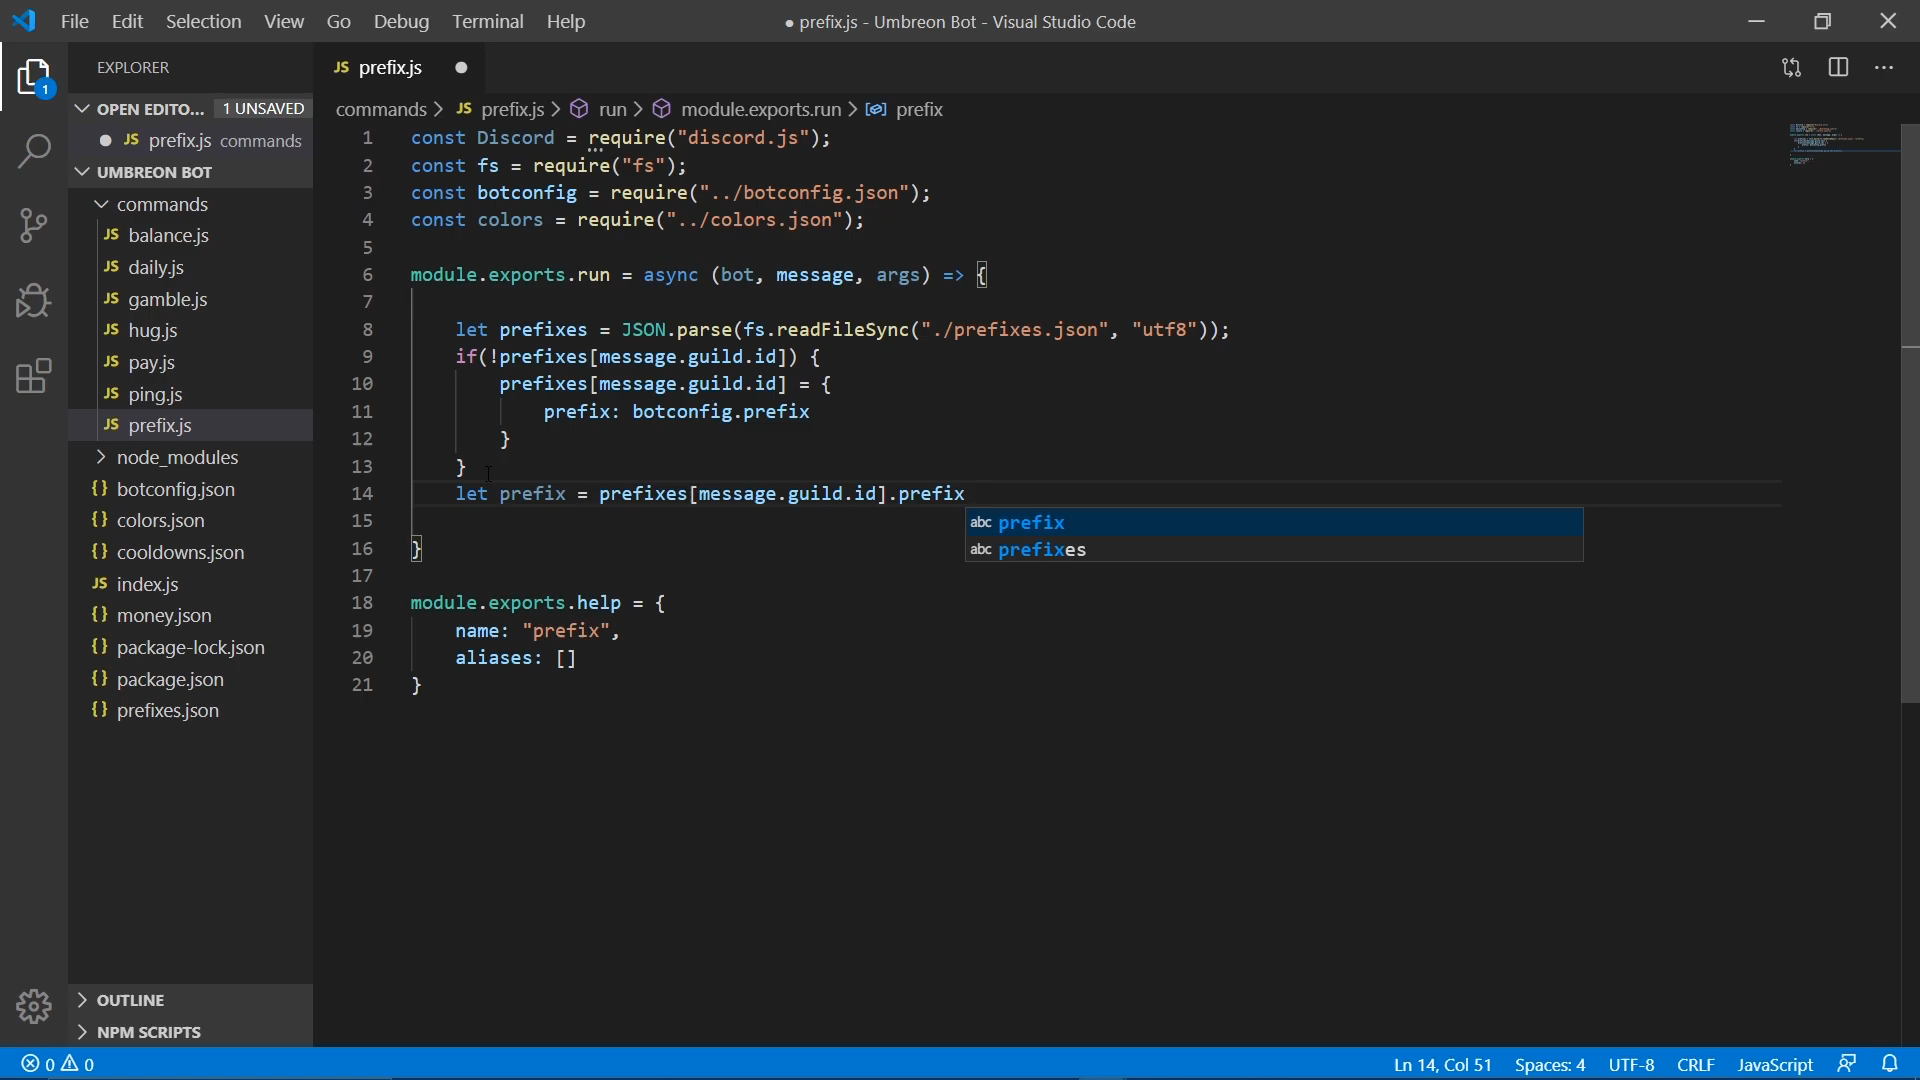 File Edit Selection View Go Debug Terminal Help
● prefix.js - Umbreon Bot - Visual Studio Code
EXPLORER
1
OPEN EDITO... 1 UNSAVED
● JS prefix.js commands
UMBREON BOT
commands
JS balance.js
JS daily.js
JS gamble.js
JS hug.js
JS pay.js
JS ping.js
JS prefix.js
node_modules
{} botconfig.json
{} colors.json
{} cooldowns.json
JS index.js
{} money.json
{} package-lock.json
{} package.json
{} prefixes.json
OUTLINE
NPM SCRIPTS
JS prefix.js ●
commands > JS prefix.js > run > module.exports.run > prefix
1 const Discord = require("discord.js");
2 const fs = require("fs");
3 const botconfig = require("../botconfig.json");
4 const colors = require("../colors.json");
5
6 module.exports.run = async (bot, message, args) => {
7
8 let prefixes = JSON.parse(fs.readFileSync("./prefixes.json", "utf8"));
9 if(!prefixes[message.guild.id]) {
10 prefixes[message.guild.id] = {
11 prefix: botconfig.prefix
12 }
13 }
14 let prefix = prefixes[message.guild.id].prefix
15
abc prefix
abc prefixes
16 }
17
18 module.exports.help = {
19 name: "prefix",
20 aliases: []
21 }
0 0 Ln 14, Col 51 Spaces: 4 UTF-8 CRLF JavaScript